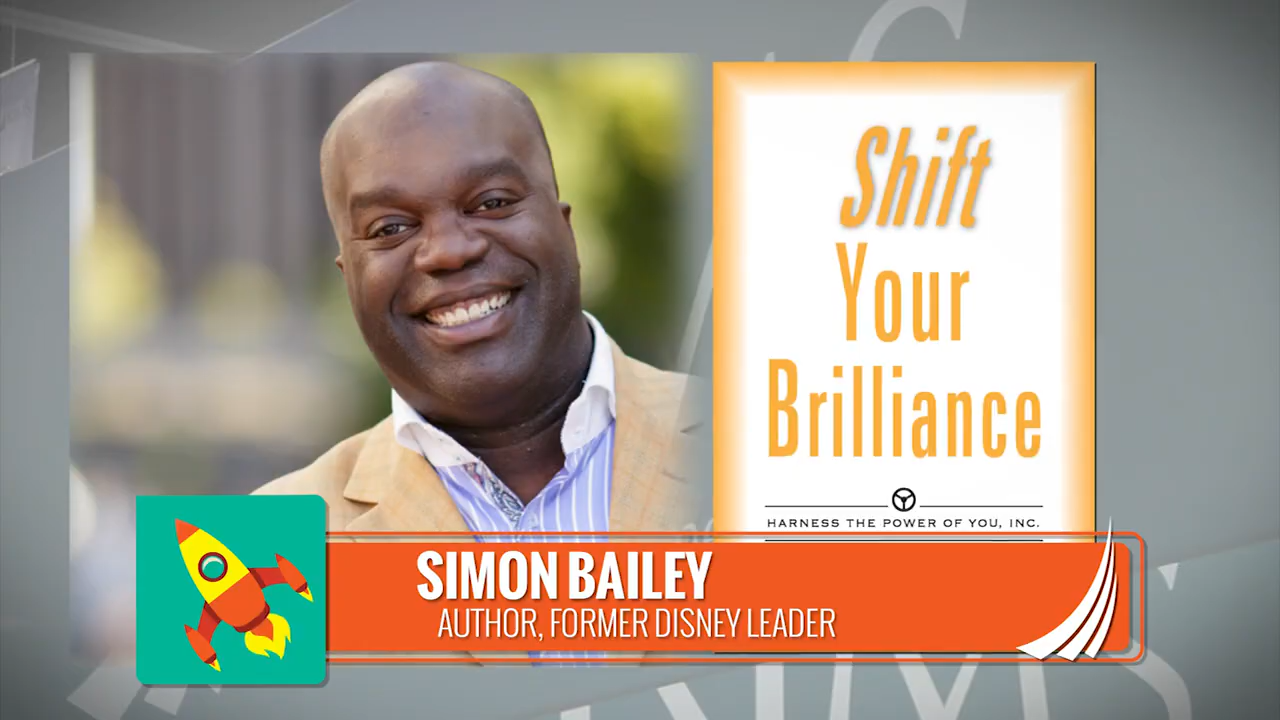 Shift
Your
Brilliance
HARNESS THE POWER OF YOU, INC.
SIMON BAILEY
AUTHOR, FORMER DISNEY LEADER